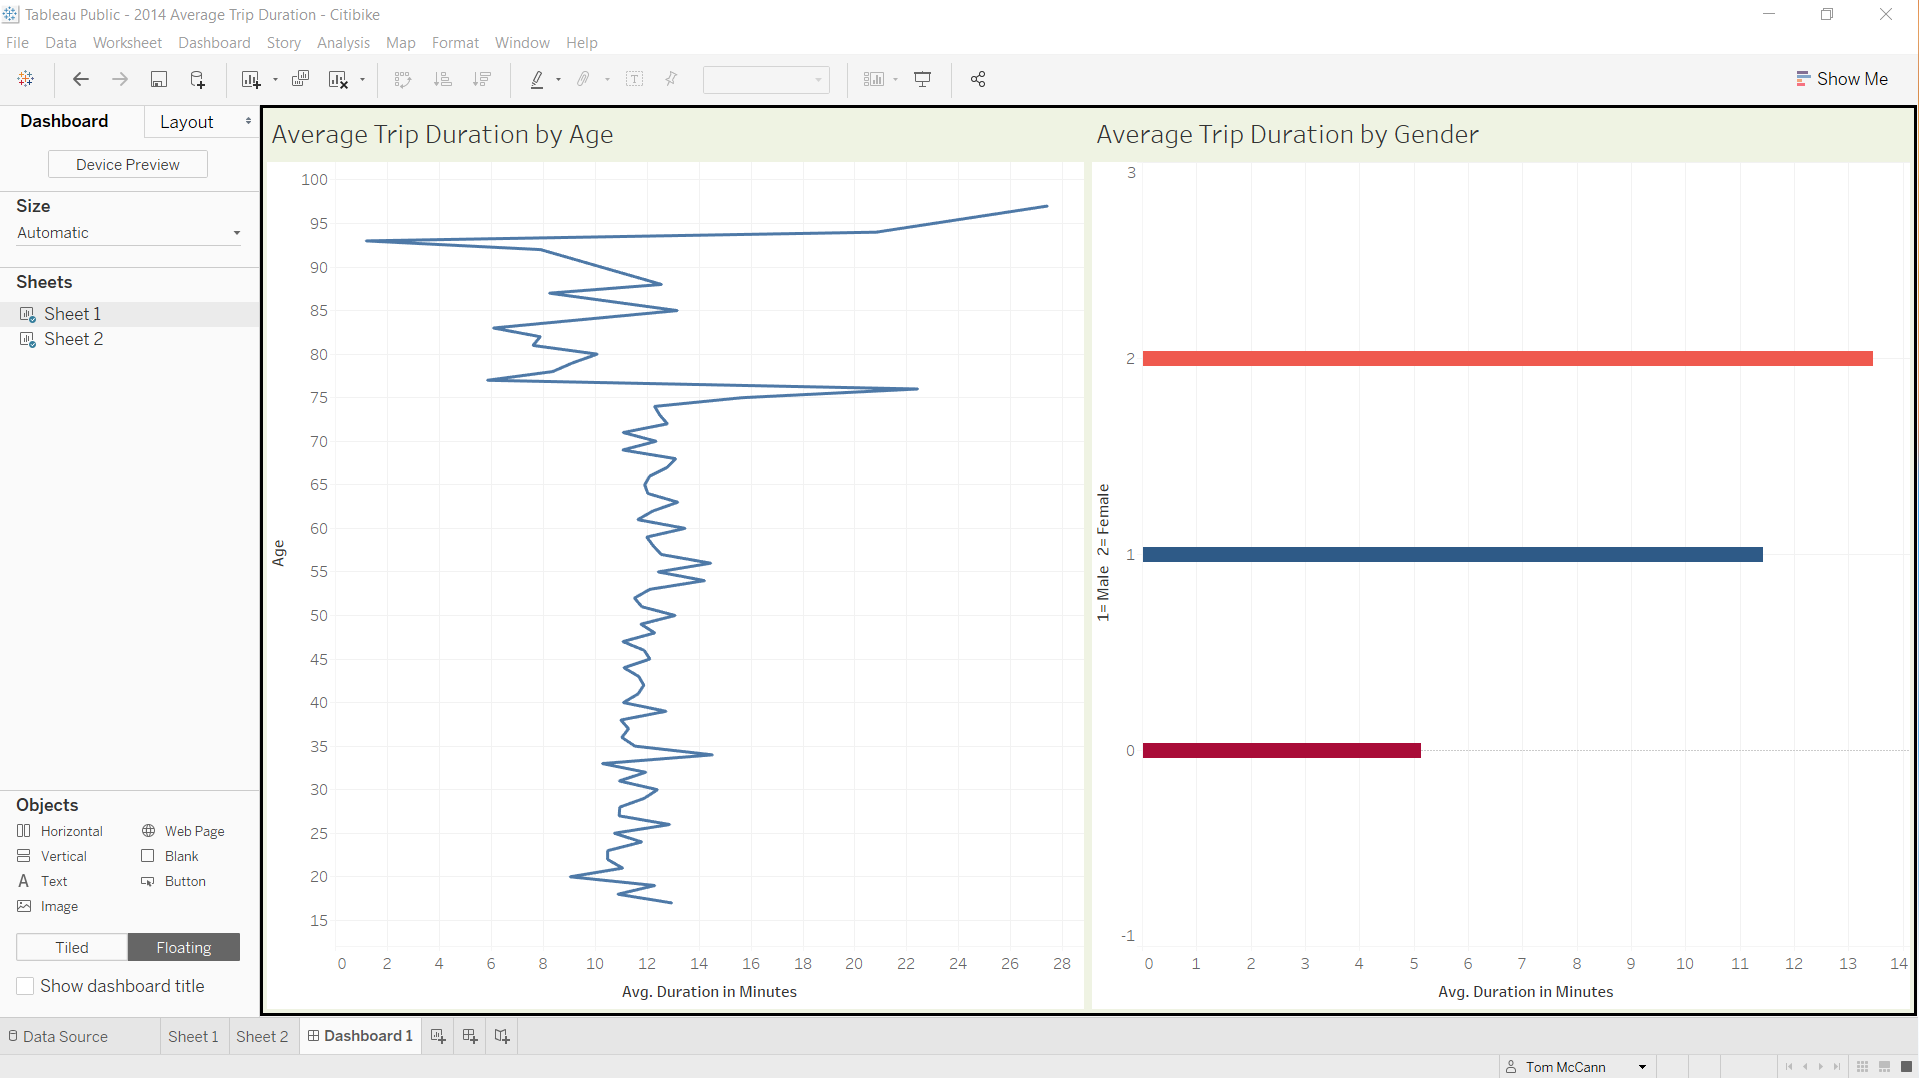 Tableau Public - 2014 Average Trip Duration - Citibike
File Data Worksheet Dashboard Story Analysis Map Format Window Help
Show Me
Dashboard Layout
Device Preview
Size
Automatic
Sheets
Sheet 1
Sheet 2
Objects
Horizontal Web Page
Vertical Blank
Text Button
Image
Tiled Floating
Show dashboard title
Average Trip Duration by Age
100
95
90
85
80
75
70
65
60
55
50
45
40
35
30
25
20
15
Age
0 2 4 6 8 10 12 14 16 18 20 22 24 26 28
Avg. Duration in Minutes
Average Trip Duration by Gender
3
2
1
0
-1
1= Male 2= Female
0 1 2 3 4 5 6 7 8 9 10 11 12 13 14
Avg. Duration in Minutes
Data Source Sheet 1 Sheet 2 Dashboard 1
Tom McCann